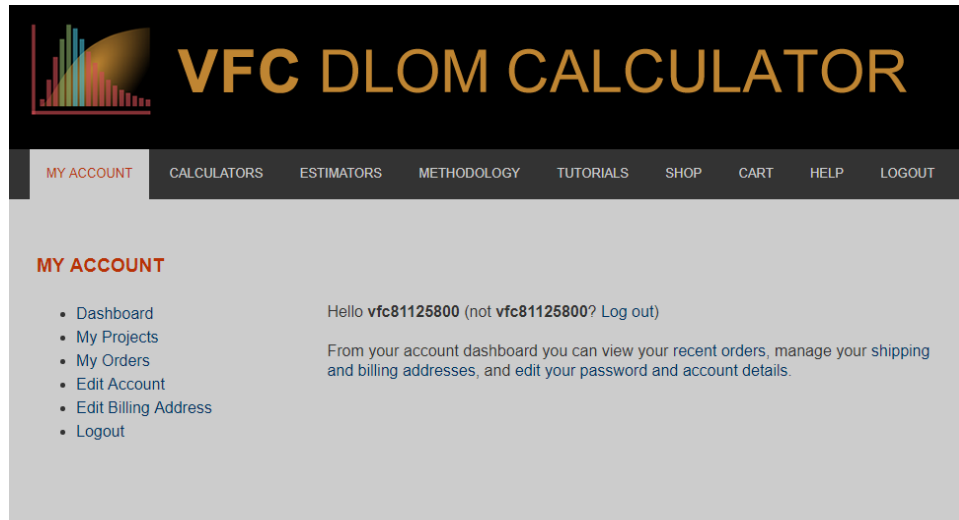 VFC DLOM CALCULATOR
MY ACCOUNT CALCULATORS ESTIMATORS METHODOLOGY TUTORIALS SHOP CART HELP LOGOUT
MY ACCOUNT
Dashboard
My Projects
My Orders
Edit Account
Edit Billing Address
Logout
Hello vfc81125800 (not vfc81125800? Log out)
From your account dashboard you can view your recent orders, manage your shipping
and billing addresses, and edit your password and account details.